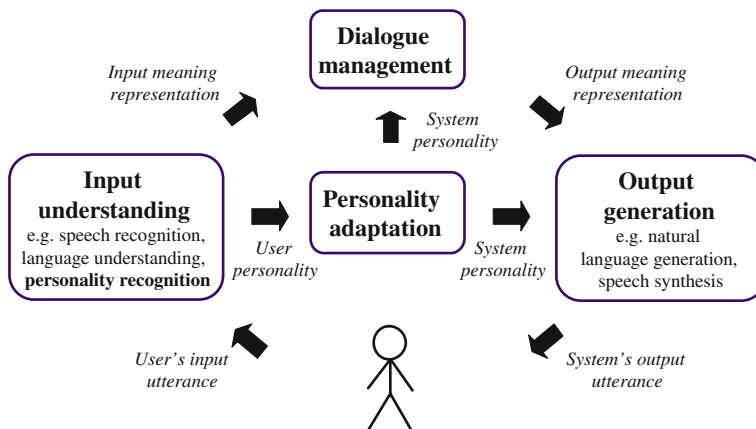 Dialogue
management
Input meaning
representation
Output meaning
representation
System
personality
Input
understanding
e.g. speech recognition,
language understanding,
personality recognition
User
personality
Personality
adaptation
System
personality
Output
generation
e.g. natural
language generation,
speech synthesis
User's input
utterance
System's output
utterance